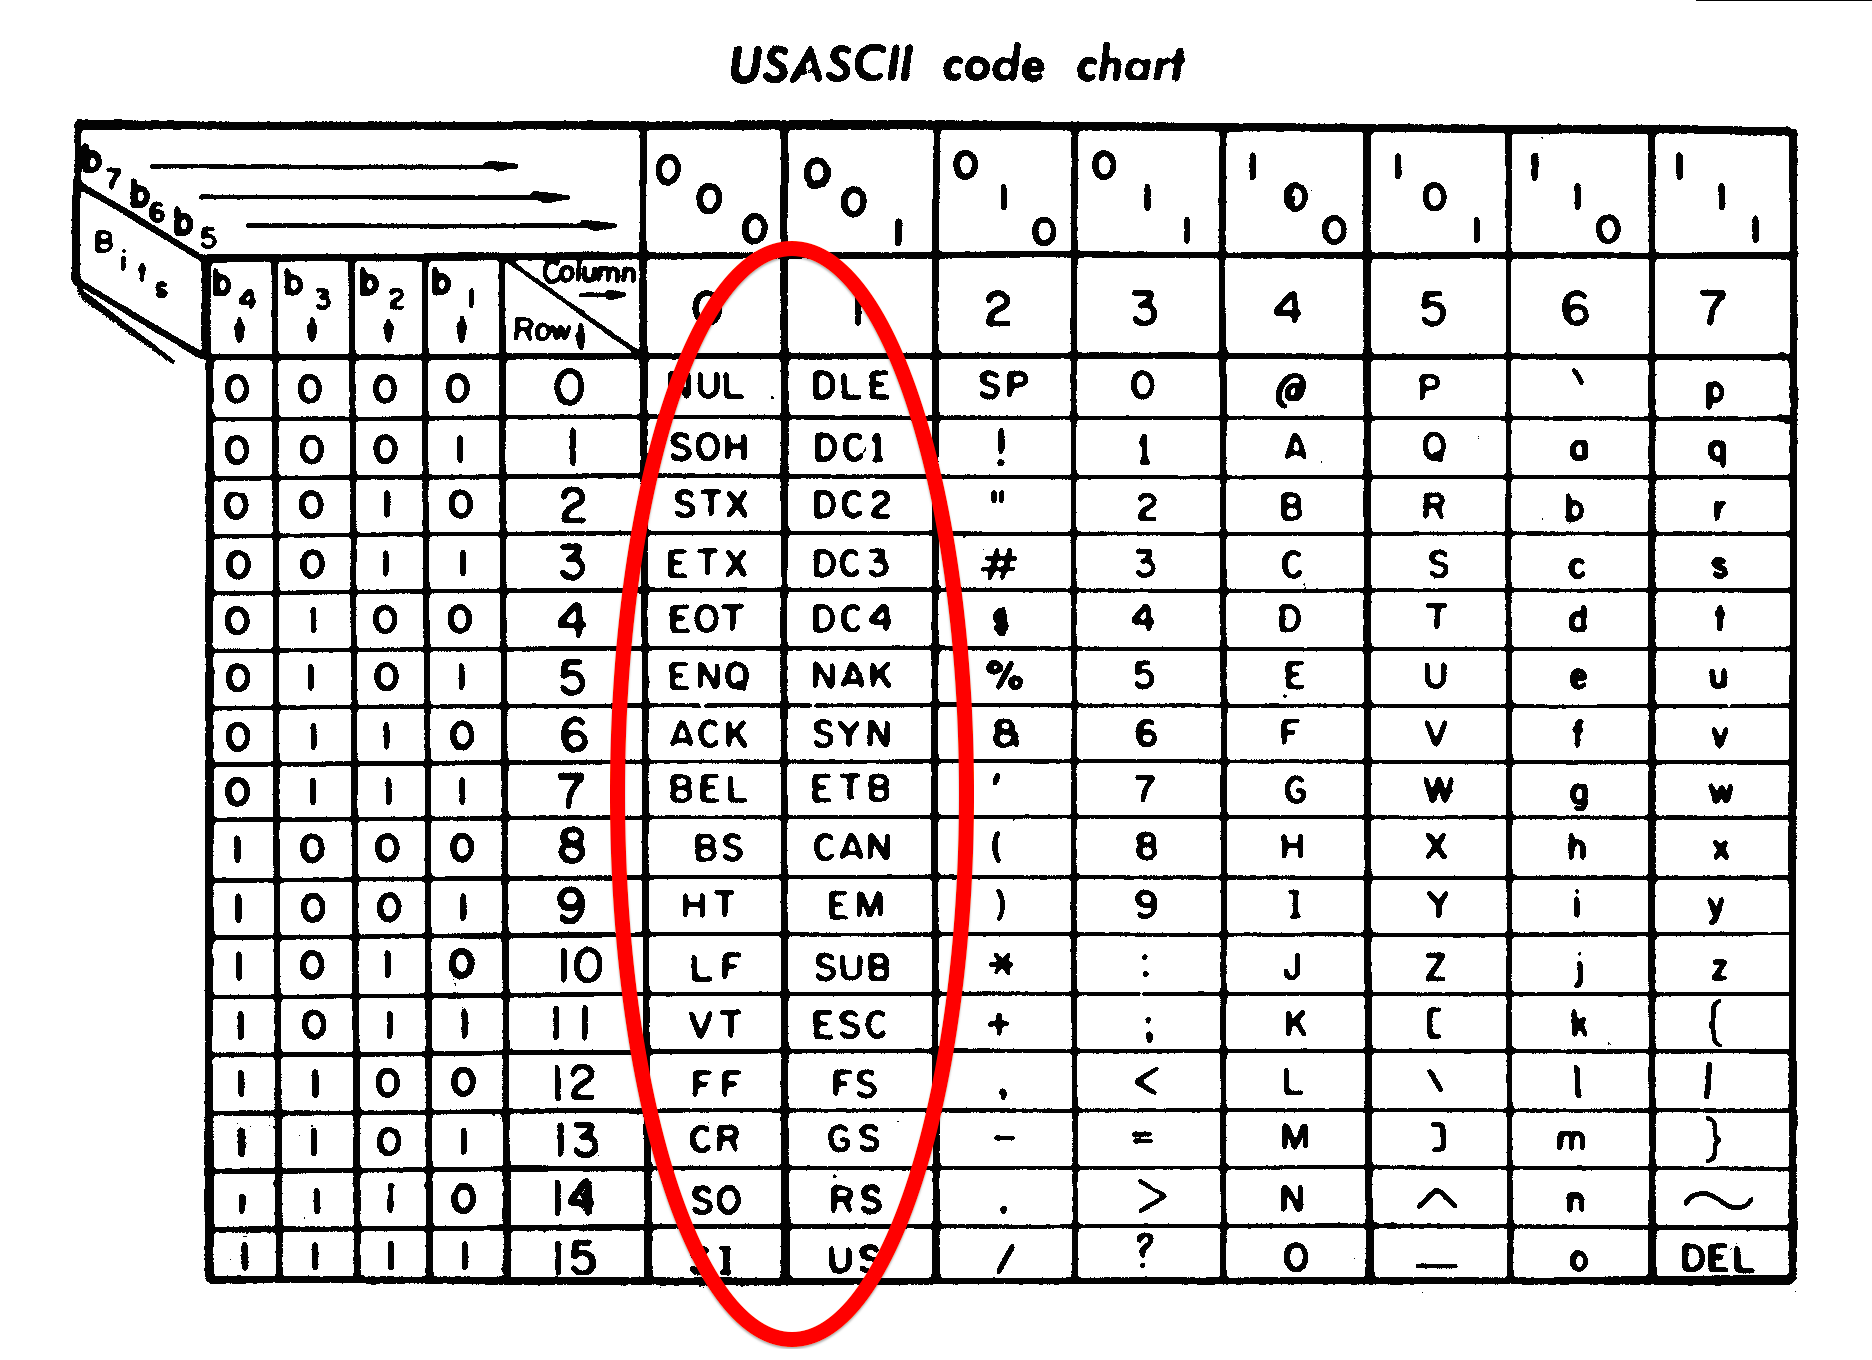 USASCII code chart
b7 b6 b5 0 0 0 0 0 1 0 1 0 0 1 1 1 0 0 1 0 1 1 1 0 1 1 1
Bits b4 b3 b2 b1 Column Row 0 1 2 3 4 5 6 7
0 0 0 0 0 NUL DLE SP 0 @ P ` p
0 0 0 1 1 SOH DC1 ! 1 A Q a q
0 0 1 0 2 STX DC2 " 2 B R b r
0 0 1 1 3 ETX DC3 # 3 C S c s
0 1 0 0 4 EOT DC4 $ 4 D T d t
0 1 0 1 5 ENQ NAK % 5 E U e u
0 1 1 0 6 ACK SYN & 6 F V f v
0 1 1 1 7 BEL ETB ' 7 G W g w
1 0 0 0 8 BS CAN ( 8 H X h x
1 0 0 1 9 HT EM ) 9 I Y i y
1 0 1 0 10 LF SUB * : J Z j z
1 0 1 1 11 VT ESC + ; K [ k {
1 1 0 0 12 FF FS , < L \ l |
1 1 0 1 13 CR GS - = M ] m }
1 1 1 0 14 SO RS . > N ^ n ~
1 1 1 1 15 SI US / ? O _ o DEL